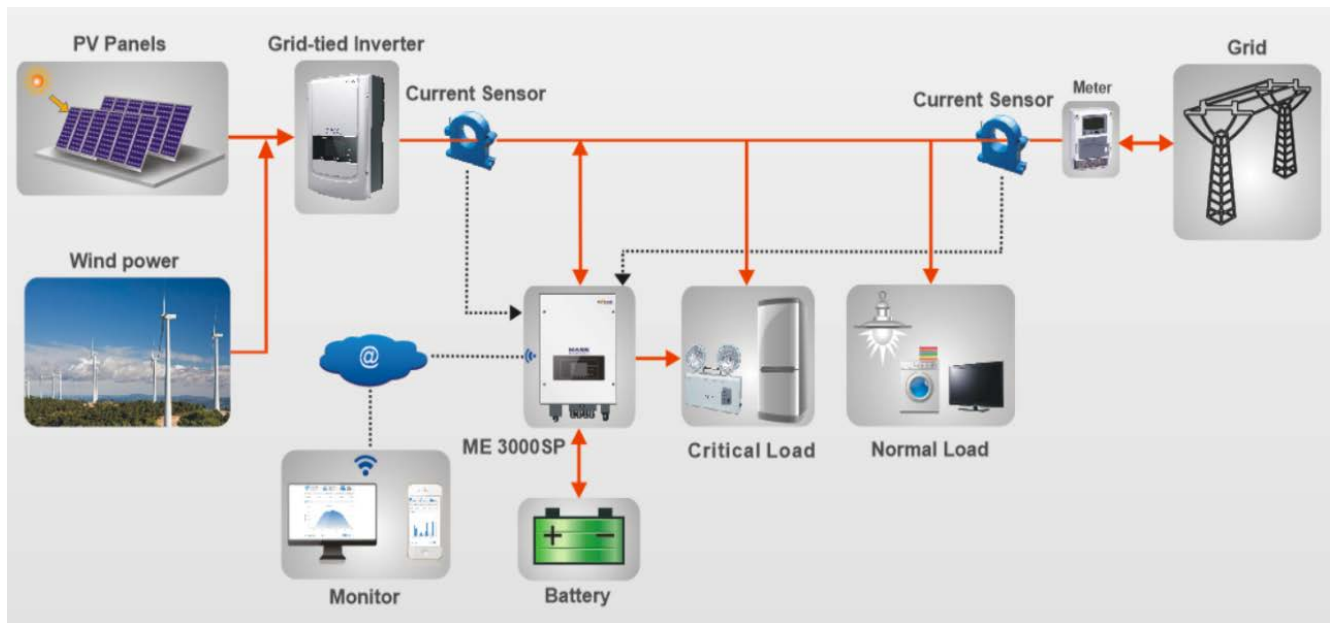 PV Panels
Grid-tied Inverter
Current Sensor
Current Sensor
Meter
Grid
Wind power
@
ME 3000SP
Critical Load
Normal Load
+ −
Monitor
Battery